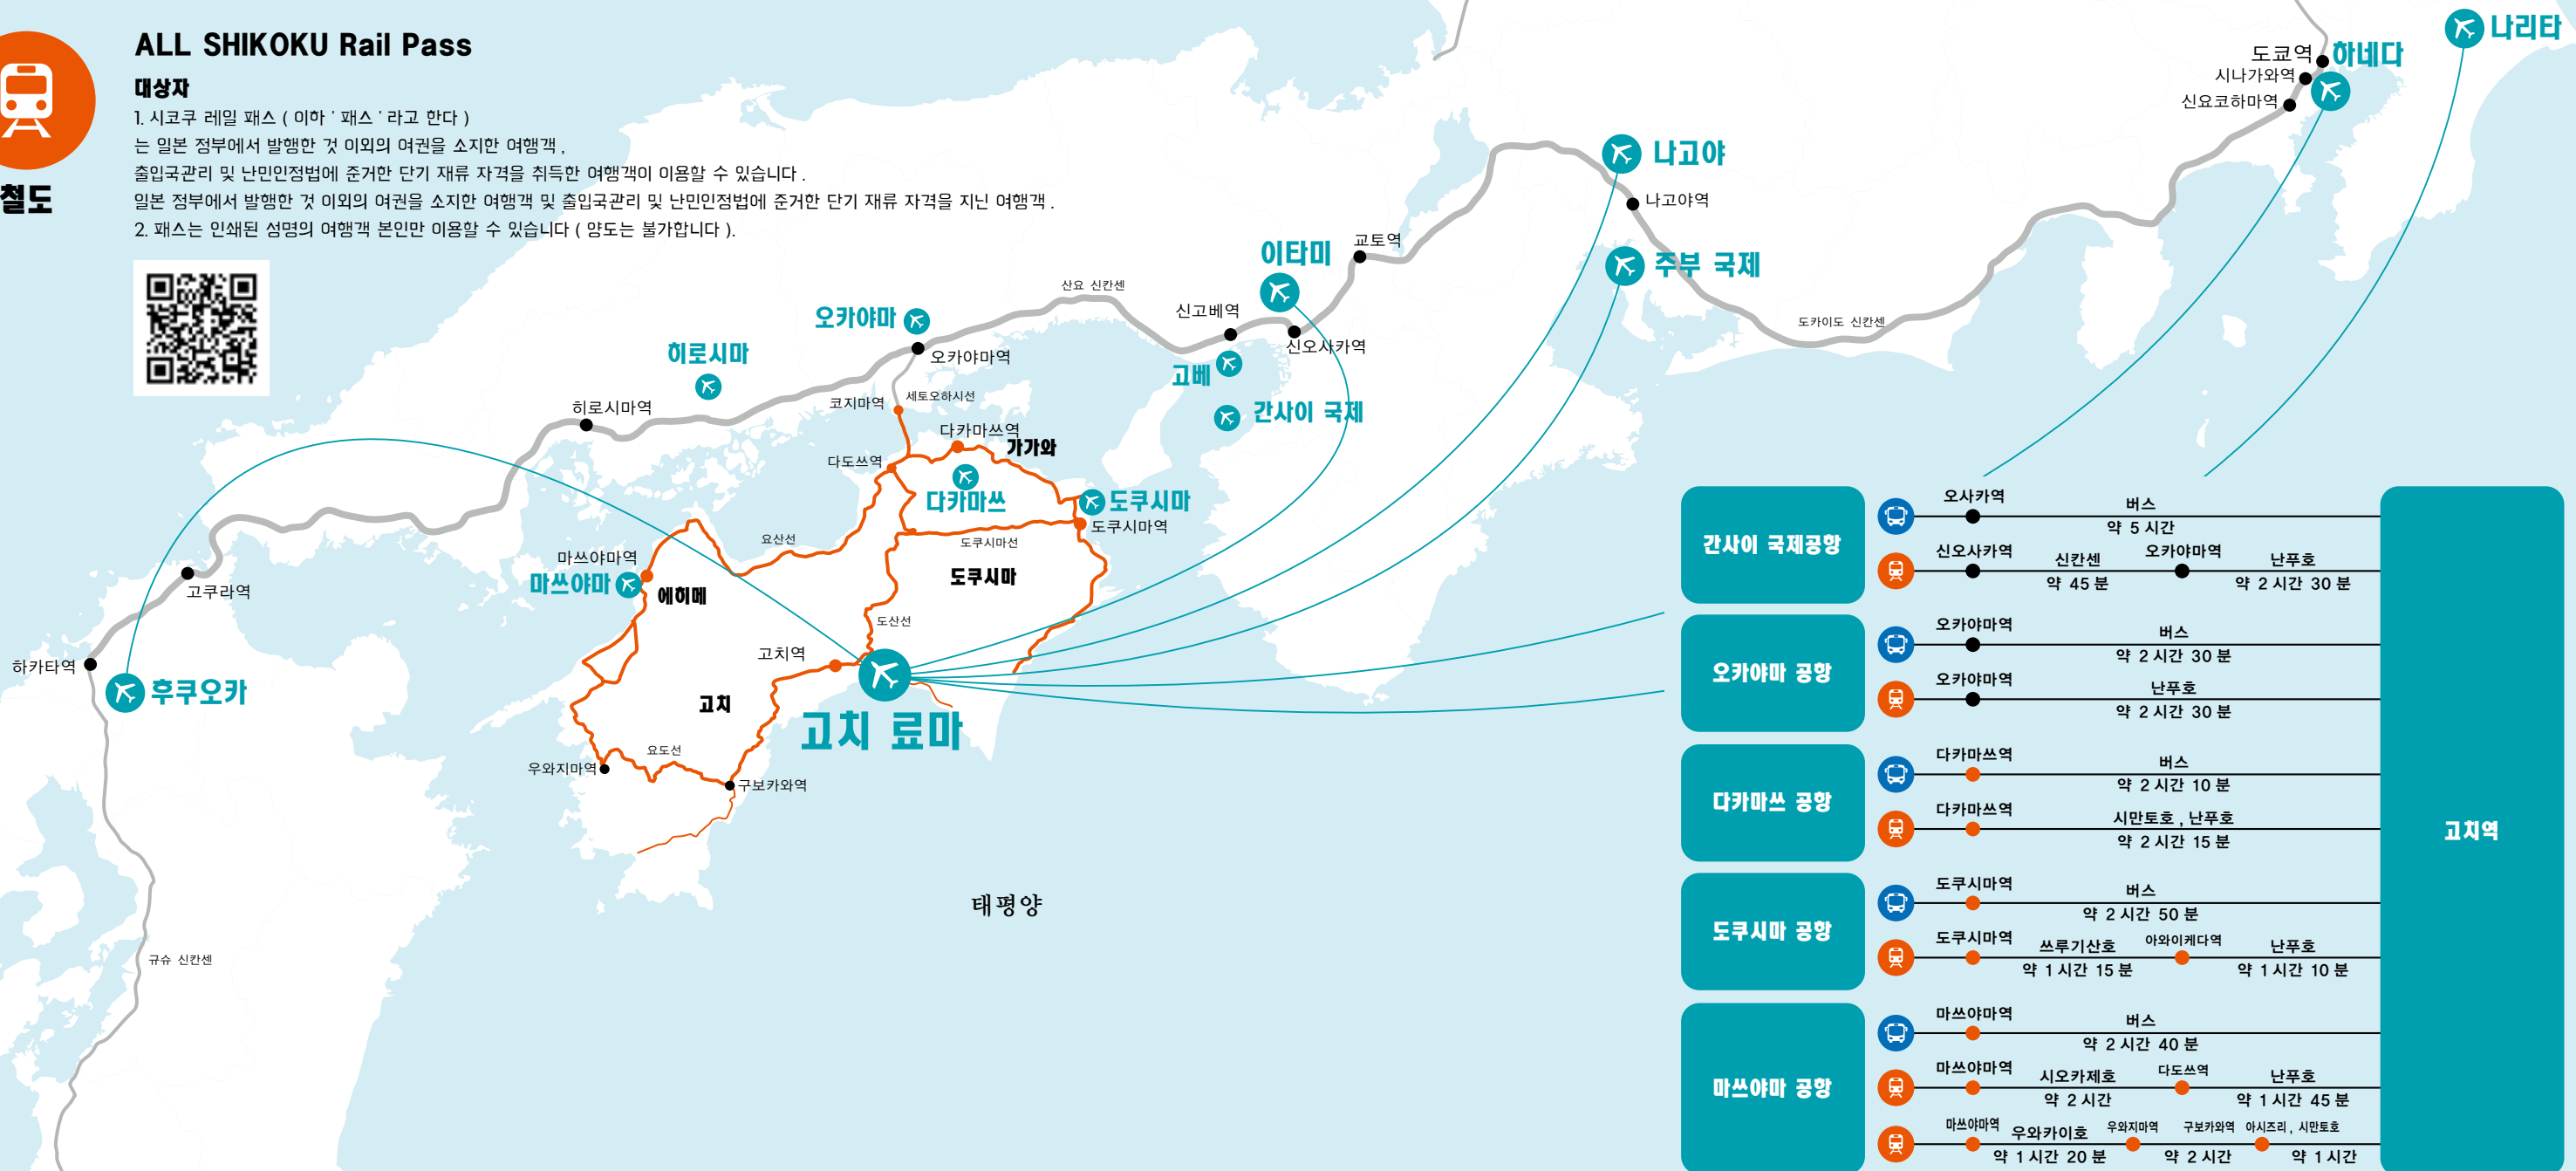 ALL SHIKOKU Rail Pass
대상자
1. 시코쿠 레일 패스 ( 이하 ' 패스 ' 라고 한다 )
는 일본 정부에서 발행한 것 이외의 여권을 소지한 여행객 ,
출입국관리 및 난민인정법에 준거한 단기 재류 자격을 취득한 여행객이 이용할 수 있습니다 .
일본 정부에서 발행한 것 이외의 여권을 소지한 여행객 및 출입국관리 및 난민인정법에 준거한 단기 재류 자격을 지닌 여행객 .
2. 패스는 인쇄된 성명의 여행객 본인만 이용할 수 있습니다 ( 양도는 불가합니다 ).
철도
나리타
도쿄역
하네다
시나가와역
신요코하마역
나고야
나고야역
주부 국제
도카이도 신칸센
교토역
이타미
산요 신칸센
신고베역
신오사카역
고베
간사이 국제
오카야마
오카야마역
히로시마
히로시마역
코지마역
세토오하시선
다카마쓰역
가가와
다도쓰역
다카마쓰
도쿠시마
도쿠시마역
요산선
도쿠시마선
도쿠시마
마쓰야마역
마쓰야마
에히메
고쿠라역
도산선
고치역
하카타역
후쿠오카
고치
고치 료마
요도선
우와지마역
구보카와역
태평양
규슈 신칸센
간사이 국제공항
오사카역
버스
약 5 시간
신오사카역
신칸센
오카야마역
난푸호
약 45 분
약 2 시간 30 분
오카야마 공항
오카야마역
버스
약 2 시간 30 분
오카야마역
난푸호
약 2 시간 30 분
다카마쓰 공항
다카마쓰역
버스
약 2 시간 10 분
다카마쓰역
시만토호 , 난푸호
약 2 시간 15 분
도쿠시마 공항
도쿠시마역
버스
약 2 시간 50 분
도쿠시마역
쓰루기산호
아와이케다역
난푸호
약 1 시간 15 분
약 1 시간 10 분
마쓰야마 공항
마쓰야마역
버스
약 2 시간 40 분
마쓰야마역
시오카제호
다도쓰역
난푸호
약 2 시간
약 1 시간 45 분
마쓰야마역
우와카이호
우와지마역
구보카와역
아시즈리 , 시만토호
약 1 시간 20 분
약 2 시간
약 1 시간
고치역